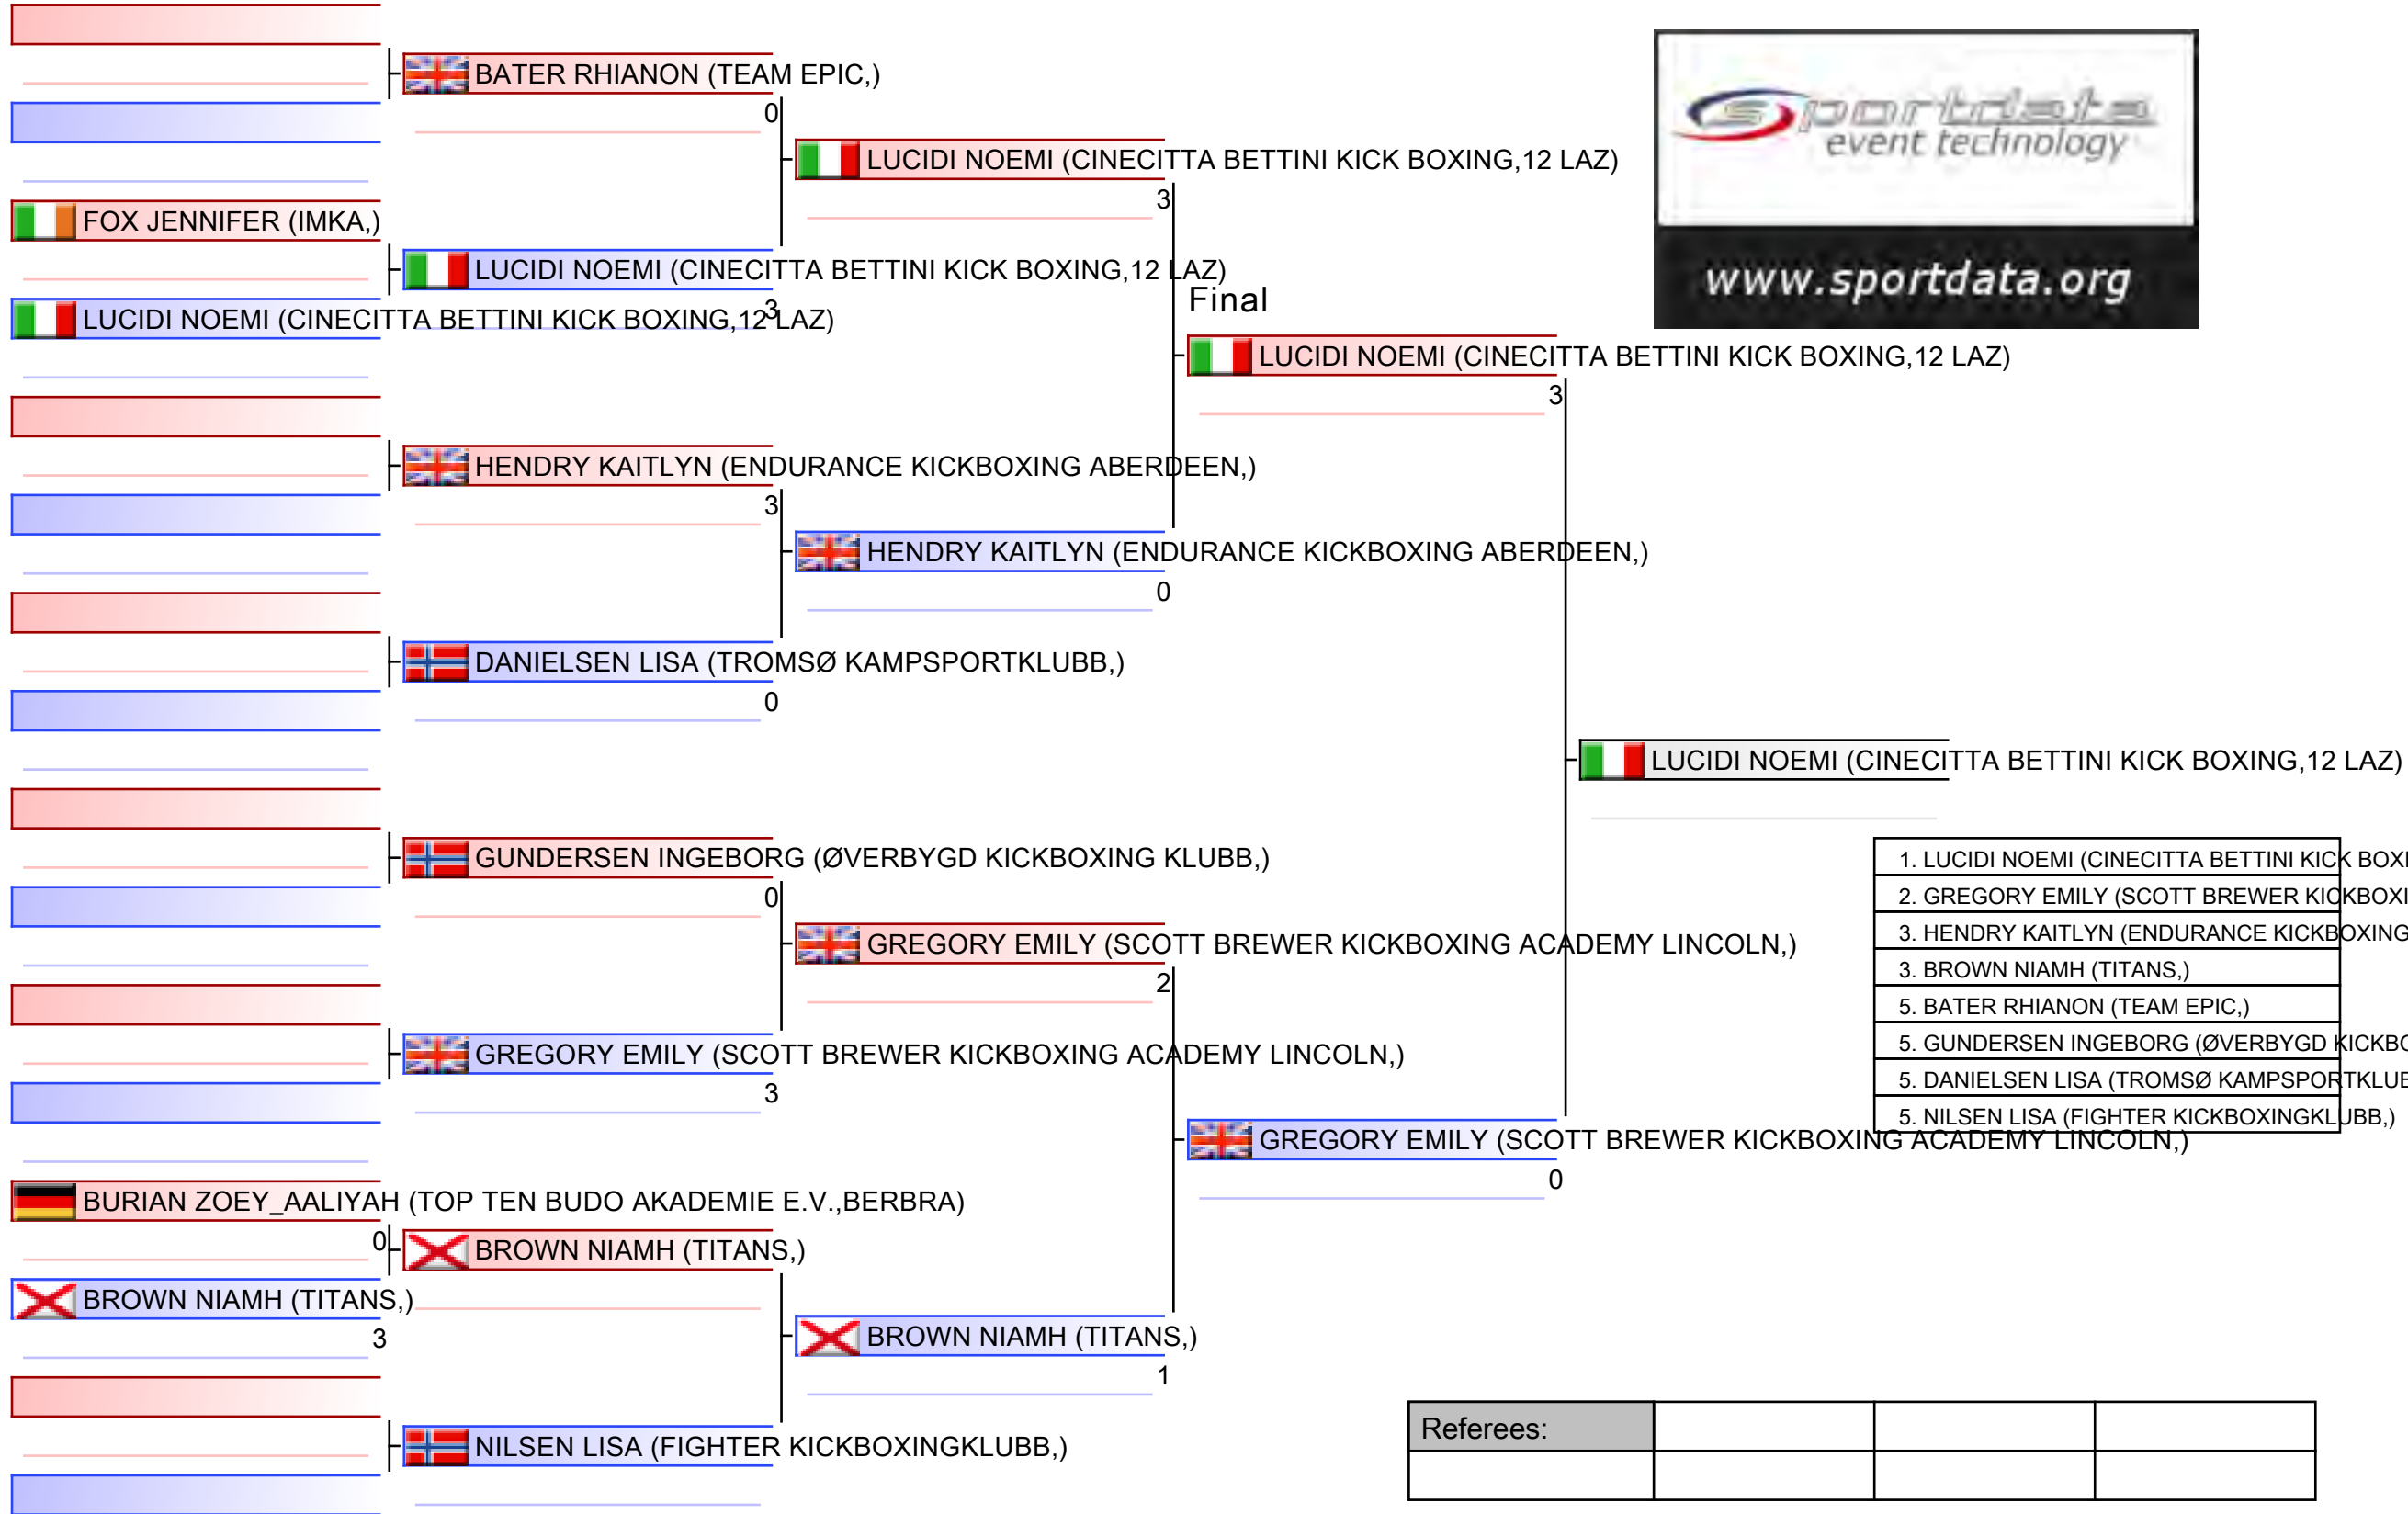 BATER RHIANON (TEAM EPIC,)
0
LUCIDI NOEMI (CINECITTA BETTINI KICK BOXING,12 LAZ)
3
FOX JENNIFER (IMKA,)
LUCIDI NOEMI (CINECITTA BETTINI KICK BOXING,12 LAZ)
3
LUCIDI NOEMI (CINECITTA BETTINI KICK BOXING,12 LAZ)
sportdata
event technology
www.sportdata.org
Final
LUCIDI NOEMI (CINECITTA BETTINI KICK BOXING,12 LAZ)
3
HENDRY KAITLYN (ENDURANCE KICKBOXING ABERDEEN,)
3
HENDRY KAITLYN (ENDURANCE KICKBOXING ABERDEEN,)
0
DANIELSEN LISA (TROMSØ KAMPSPORTKLUBB,)
0
LUCIDI NOEMI (CINECITTA BETTINI KICK BOXING,12 LAZ)
GUNDERSEN INGEBORG (ØVERBYGD KICKBOXING KLUBB,)
0
GREGORY EMILY (SCOTT BREWER KICKBOXING ACADEMY LINCOLN,)
2
GREGORY EMILY (SCOTT BREWER KICKBOXING ACADEMY LINCOLN,)
3
GREGORY EMILY (SCOTT BREWER KICKBOXING ACADEMY LINCOLN,)
0
1. LUCIDI NOEMI (CINECITTA BETTINI KICK BOXI
2. GREGORY EMILY (SCOTT BREWER KICKBOXI
3. HENDRY KAITLYN (ENDURANCE KICKBOXING
3. BROWN NIAMH (TITANS,)
5. BATER RHIANON (TEAM EPIC,)
5. GUNDERSEN INGEBORG (ØVERBYGD KICKBO
5. DANIELSEN LISA (TROMSØ KAMPSPORTKLUB
5. NILSEN LISA (FIGHTER KICKBOXINGKLUBB,)
BURIAN ZOEY_AALIYAH (TOP TEN BUDO AKADEMIE E.V.,BERBRA)
0
BROWN NIAMH (TITANS,)
BROWN NIAMH (TITANS,)
3
BROWN NIAMH (TITANS,)
1
NILSEN LISA (FIGHTER KICKBOXINGKLUBB,)
Referees: